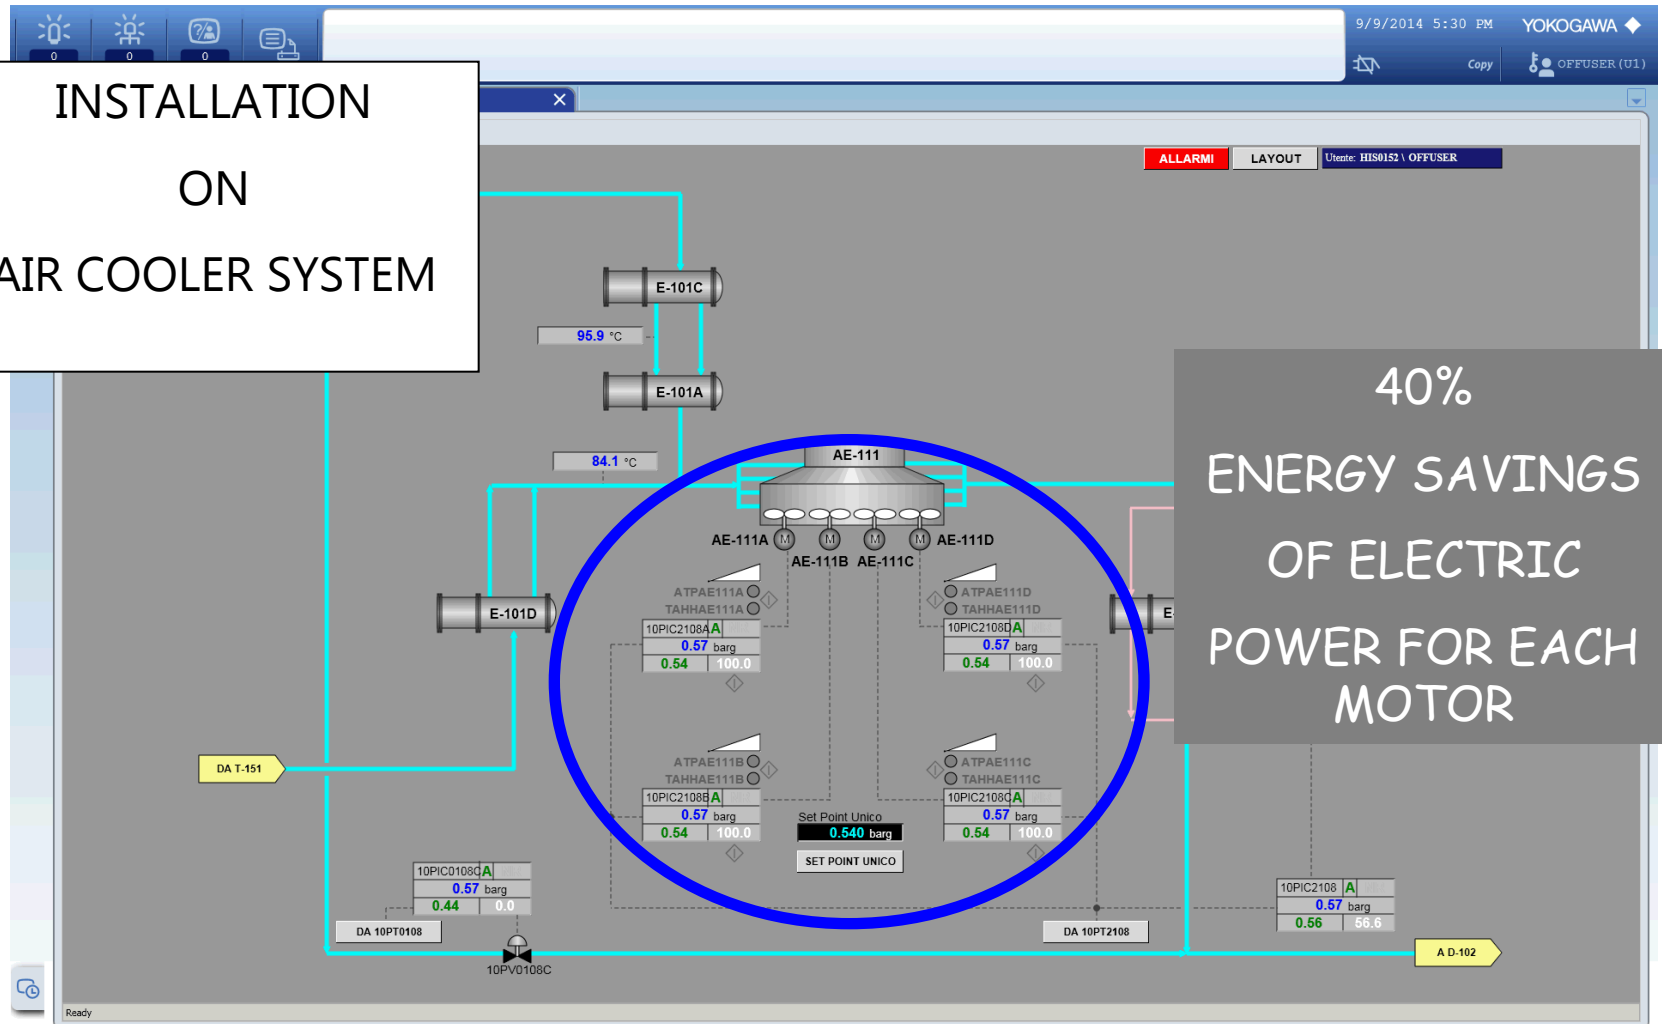 9/9/2014 5:30 PM
YOKOGAWA
0
0
0
Copy
OFFUSER (U1)
INSTALLATION
ON
AIR COOLER SYSTEM
ALLARMI
LAYOUT
Utente: HIS0152 \ OFFUSER
E-101C
95.9 °C
E-101A
84.1 °C
AE-111
40%
ENERGY SAVINGS
OF ELECTRIC
POWER FOR EACH
MOTOR
AE-111A
M
M
M
M
AE-111D
AE-111B
AE-111C
ATPAE111A
TAHHAE111A
10PIC2108A A
0.57 barg
0.54 100.0
ATPAE111D
TAHHAE111D
10PIC2108D A
0.57 barg
0.54 100.0
E-101D
E-
DA T-151
ATPAE111B
TAHHAE111B
10PIC2108B A
0.57 barg
0.54 100.0
Set Point Unico
0.540 barg
SET POINT UNICO
ATPAE111C
TAHHAE111C
10PIC2108C A
0.57 barg
0.54 100.0
10PIC0108C A
0.57 barg
0.44 0.0
DA 10PT0108
10PV0108C
DA 10PT2108
10PIC2108 A
0.57 barg
0.56 56.6
A D-102
Ready